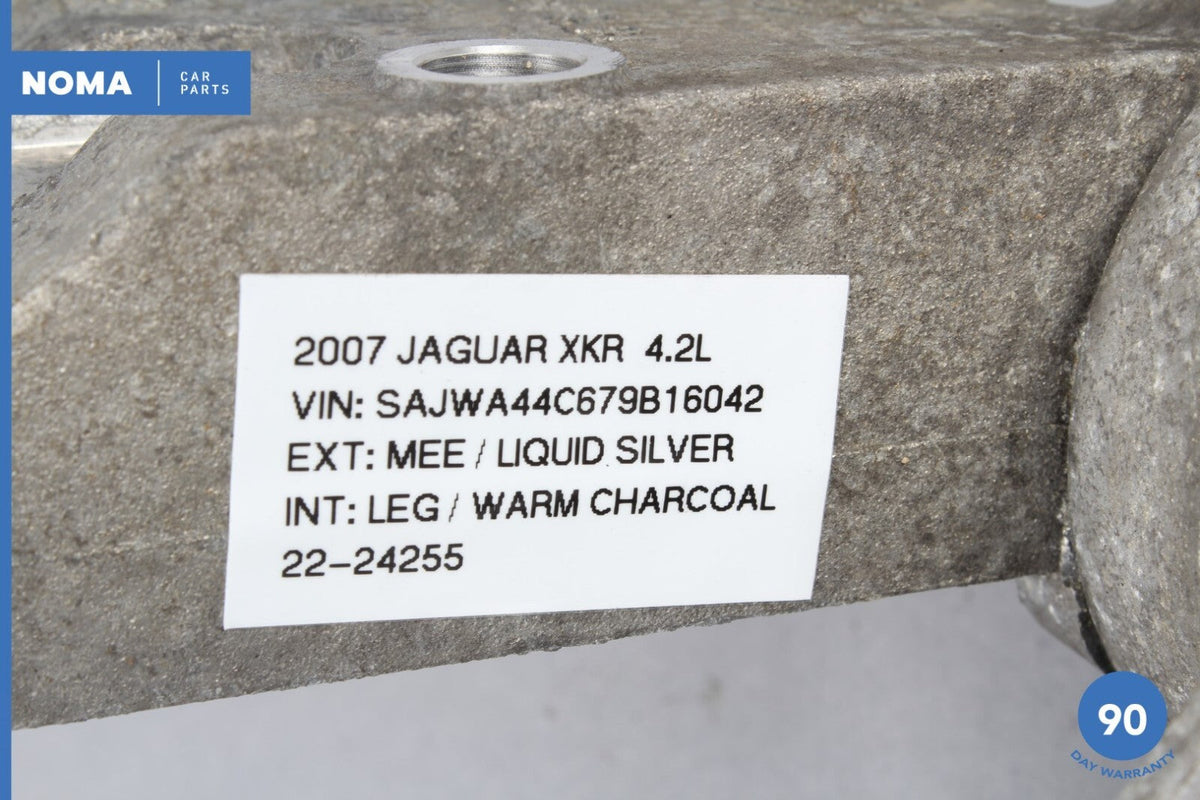 NOMA
CAR
PARTS
2007 JAGUAR XKR 4.2L
VIN: SAJWA44C679B16042
EXT: MEE / LIQUID SILVER
INT: LEG / WARM CHARCOAL
22-24255
90
DAY WARRANTY